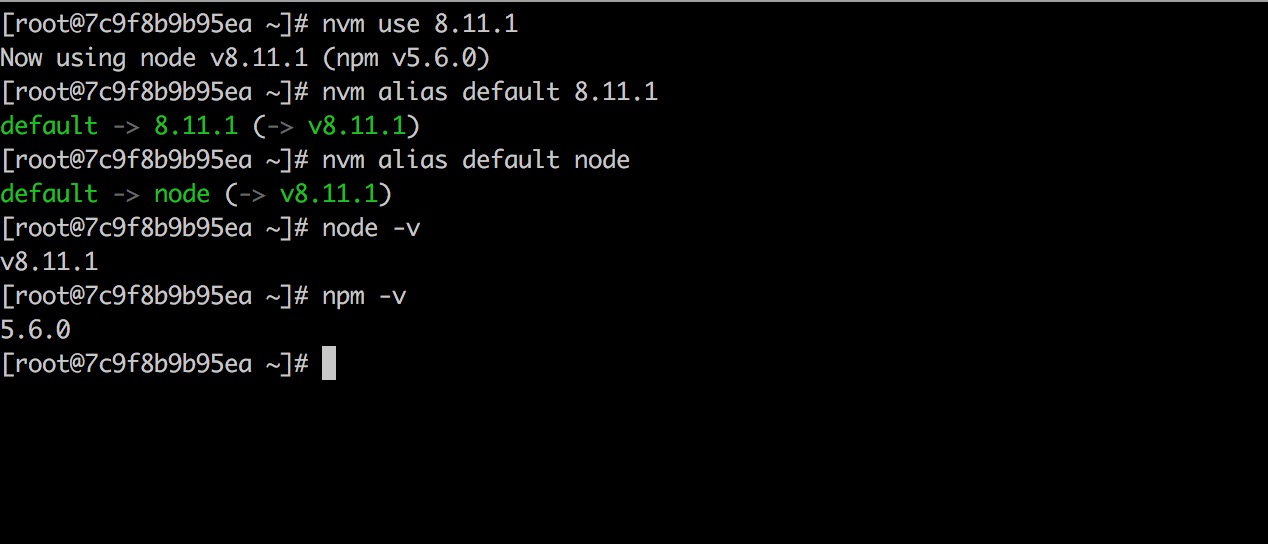 [root@7c9f8b9b95ea ~]# nvm use 8.11.1
Now using node v8.11.1 (npm v5.6.0)
[root@7c9f8b9b95ea ~]# nvm alias default 8.11.1
default -> 8.11.1 (-> v8.11.1)
[root@7c9f8b9b95ea ~]# nvm alias default node
default -> node (-> v8.11.1)
[root@7c9f8b9b95ea ~]# node -v
v8.11.1
[root@7c9f8b9b95ea ~]# npm -v
5.6.0
[root@7c9f8b9b95ea ~]#